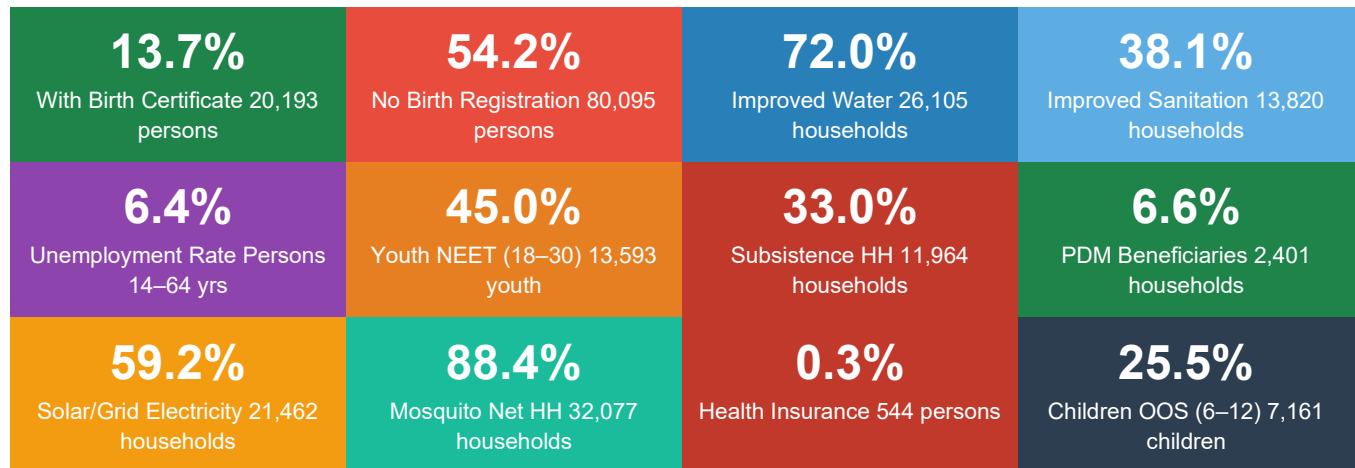 13.7%
With Birth Certificate 20,193
persons
54.2%
No Birth Registration 80,095
persons
72.0%
Improved Water 26,105
households
38.1%
Improved Sanitation 13,820
households
6.4%
Unemployment Rate Persons
14–64 yrs
45.0%
Youth NEET (18–30) 13,593
youth
33.0%
Subsistence HH 11,964
households
6.6%
PDM Beneficiaries 2,401
households
59.2%
Solar/Grid Electricity 21,462
households
88.4%
Mosquito Net HH 32,077
households
0.3%
Health Insurance 544 persons
25.5%
Children OOS (6–12) 7,161
children